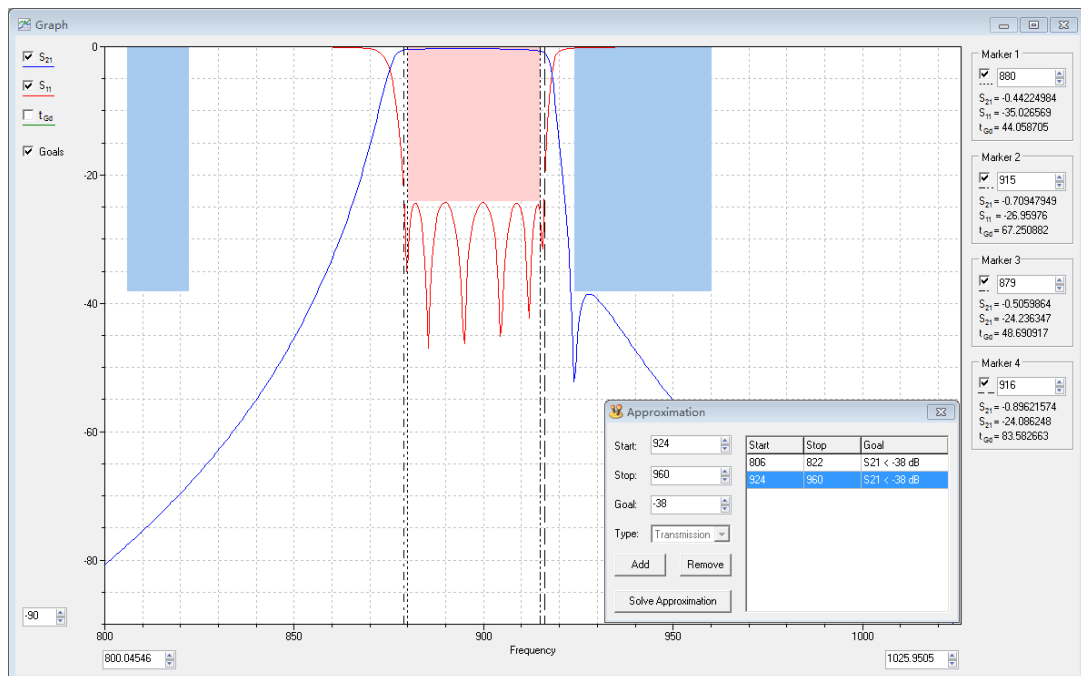 Graph
S21
S11
tGd
Goals
0
-20
-40
-60
-80
-90
800
850
900
950
1000
Frequency
800.04546
1025.9505
Marker 1
880
S21 = -0.44224984
S11 = -35.026569
tGd = 44.058705
Marker 2
915
S21 = -0.70947949
S11 = -26.95976
tGd = 67.250882
Marker 3
879
S21 = -0.5059864
S21 = -24.236347
tGd = 48.690917
Marker 4
916
S21 = -0.89621574
S21 = -24.086248
tGd = 83.582663
Approximation
Start: 924
Stop: 960
Goal: -38
Type: Transmission
Add Remove
Solve Approximation
Start Stop Goal
806 822 S21 < -38 dB
924 960 S21 < -38 dB